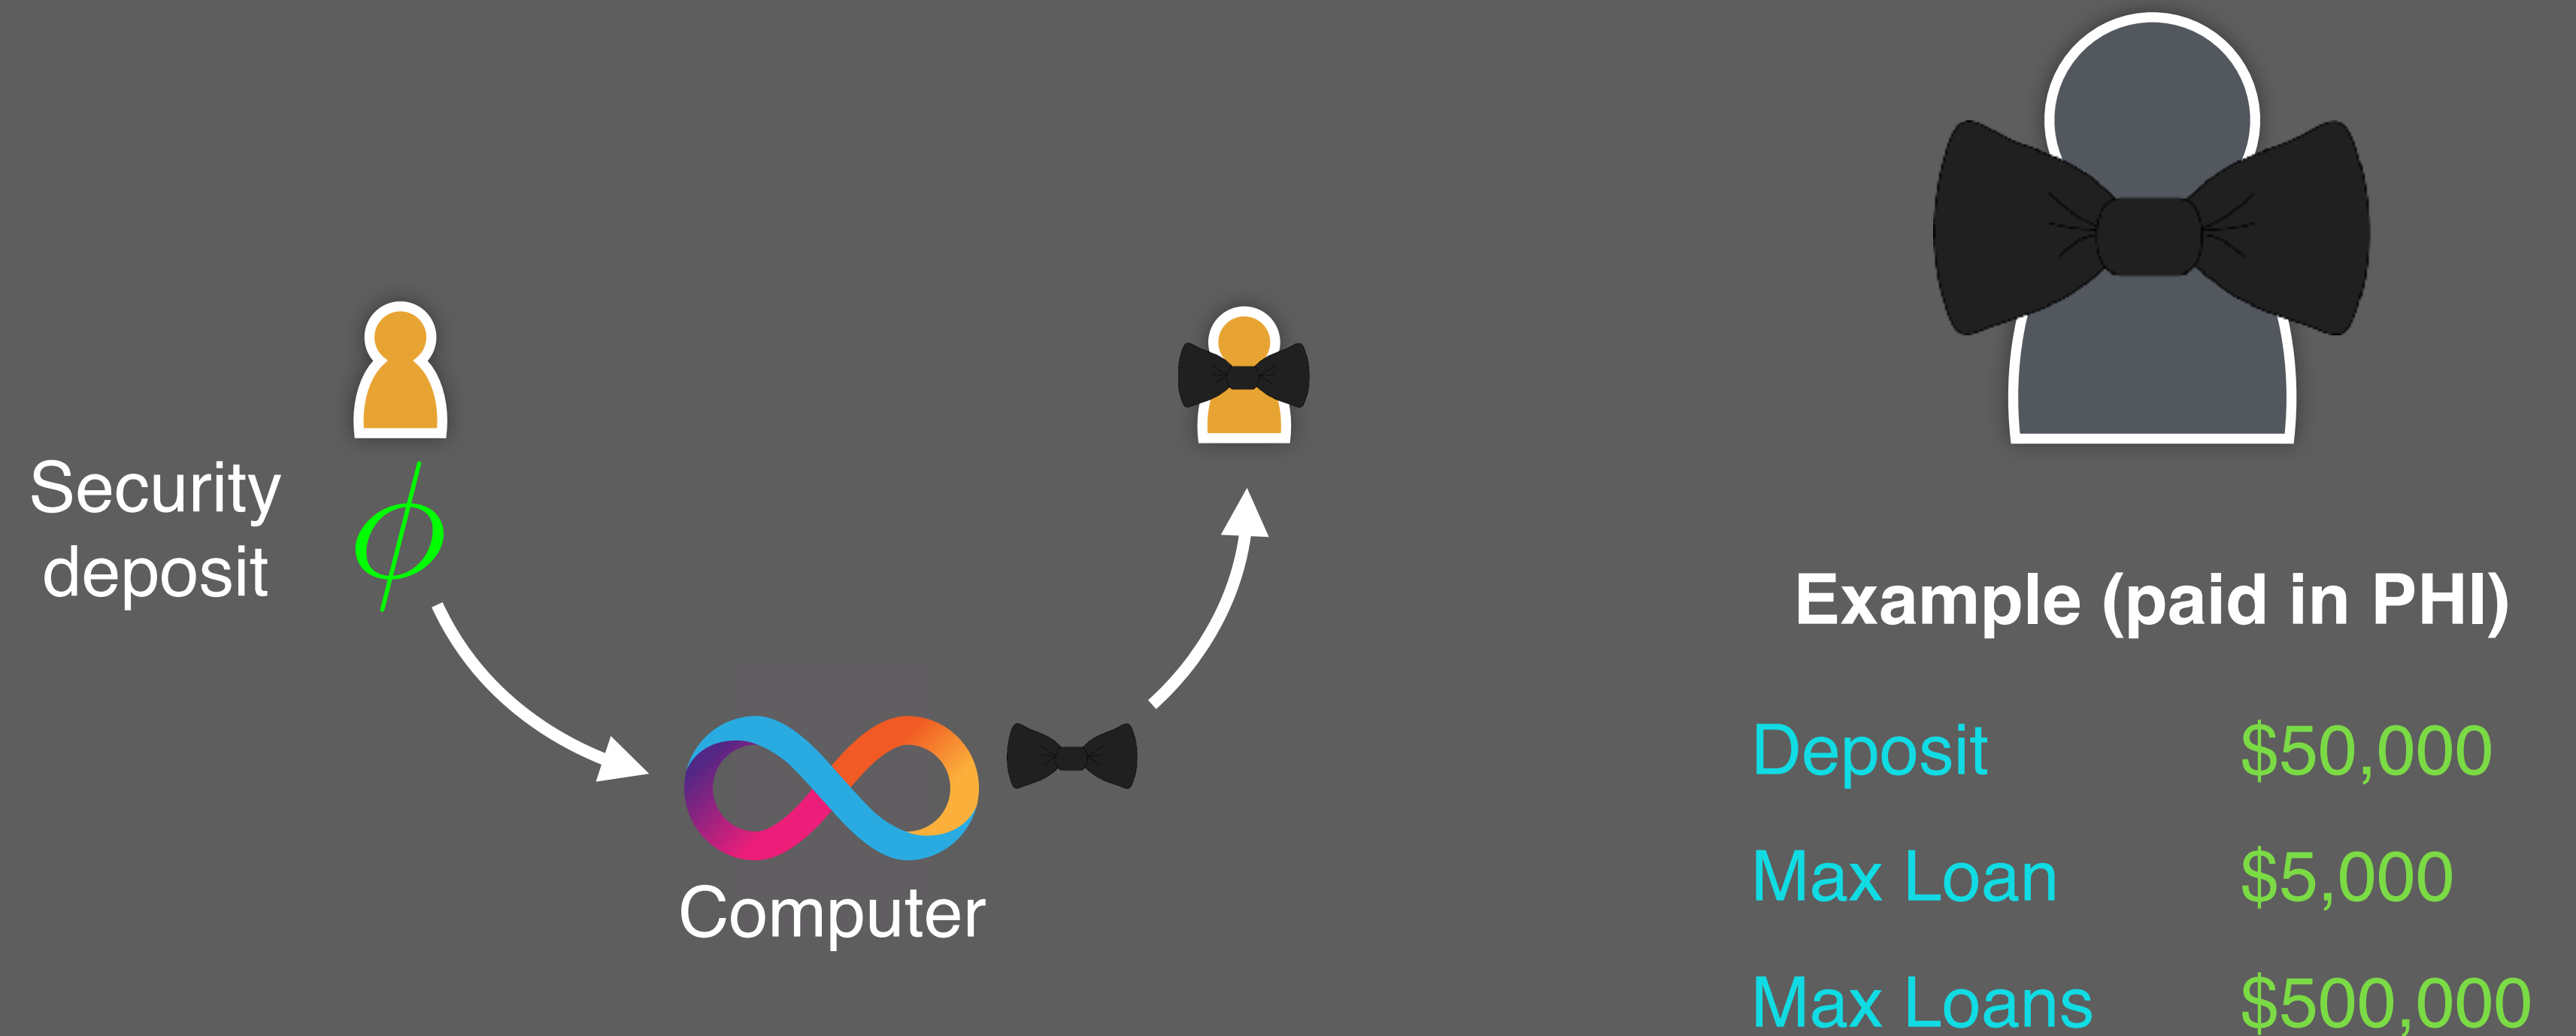 Security
deposit
ϕ
Computer
Example (paid in PHI)
Deposit $50,000
Max Loan $5,000
Max Loans $500,000